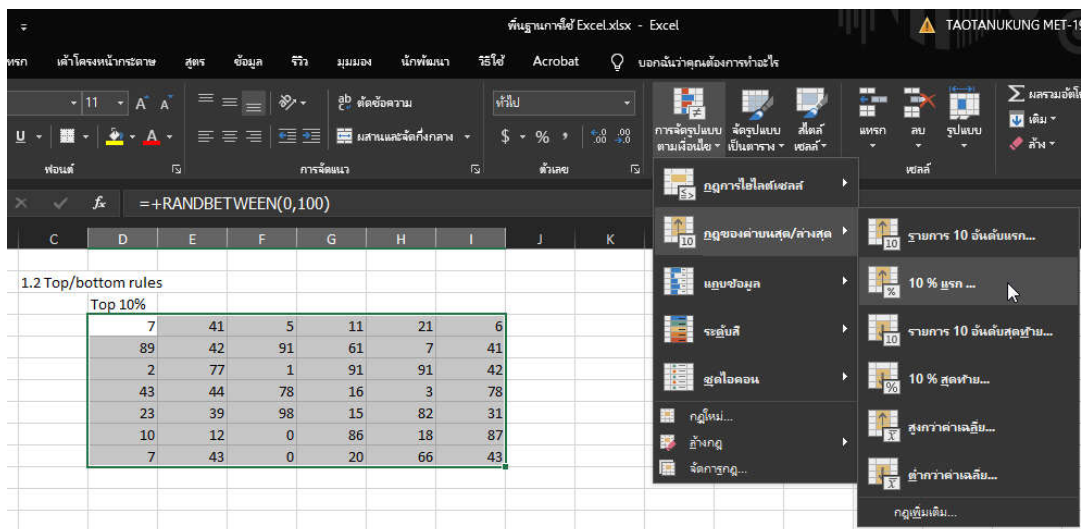 พื้นฐานการใช้ Excel.xlsx - Excel
TAOTANUKUNG MET-19
ทรก เค้าโครงหน้ากระดาษ สูตร ข้อมูล รีวิว มุมมอง นักพัฒนา วิธีใช้ Acrobat บอกฉันว่าคุณต้องการทำอะไร
11 A A ab ตัดข้อความ ทั่วไป
ผลรวมอัตโ
U A ผสานและจัดกึ่งกลาง $ % , .0 .00 .00 .0
การจัดรูปแบบ ตามเงื่อนไข จัดรูปแบบ เป็นตาราง สไตล์ เซลล์ แทรก ลบ รูปแบบ
เติม
ล้าง
ฟอนต์ การจัดแนว ตัวเลข เซลล์
fx =+RANDBETWEEN(0,100)
C D E F G H I J K
1.2 Top/bottom rules
Top 10%
7 41 5 11 21 6
89 42 91 61 7 41
2 77 1 91 91 42
43 44 78 16 3 78
23 39 98 15 82 31
10 12 0 86 18 87
7 43 0 20 66 43
กฎการไฮไลต์เซลล์
กฎของค่าบนสุด/ล่างสุด
แถบข้อมูล
ระดับสี
ชุดไอคอน
กฎใหม่...
ล้างกฎ
จัดการกฎ...
รายการ 10 อันดับแรก...
10 % แรก ...
รายการ 10 อันดับสุดท้าย...
10 % สุดท้าย...
สูงกว่าค่าเฉลี่ย...
ต่ำกว่าค่าเฉลี่ย...
กฎเพิ่มเติม...